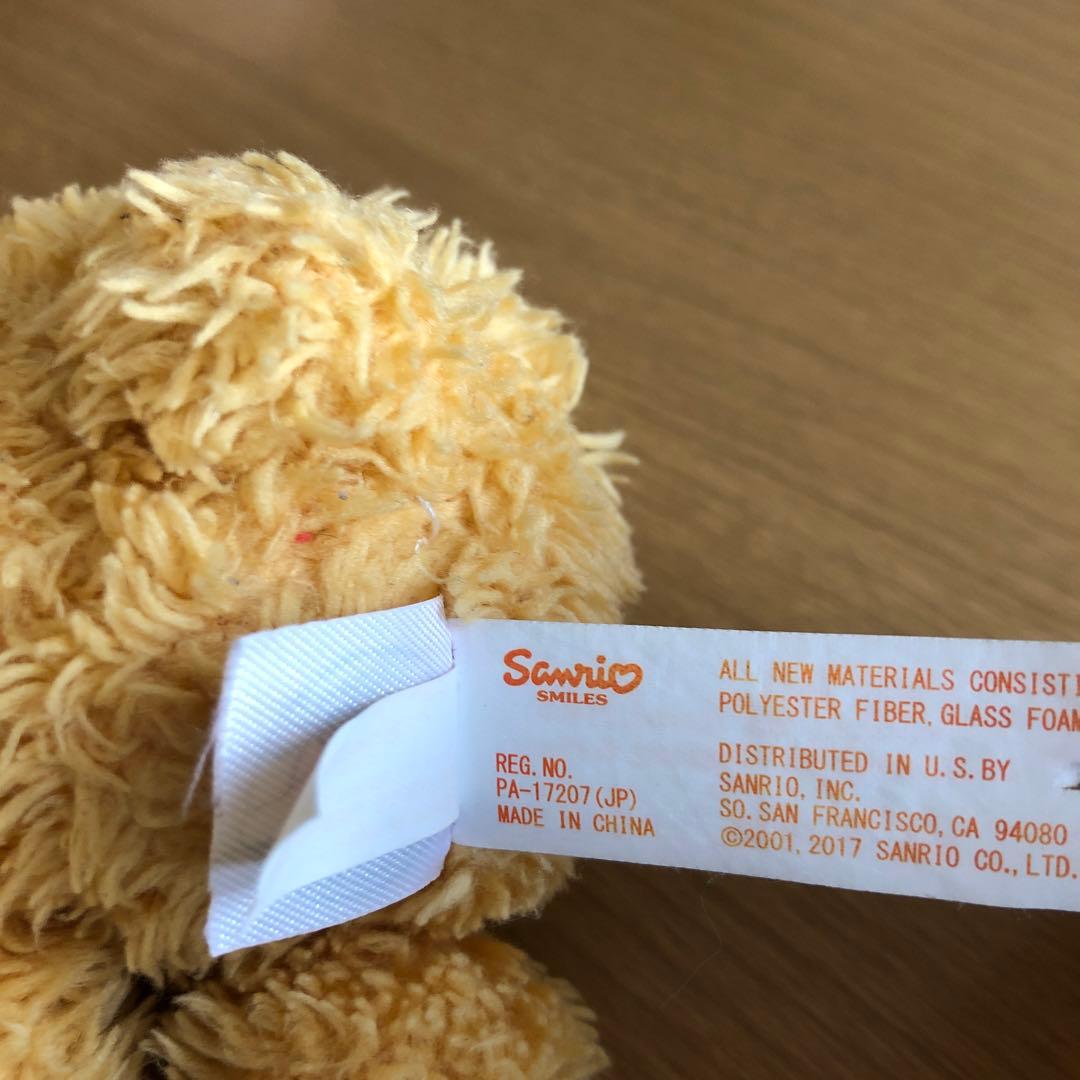 Sanrio
SMILES
REG. NO.
PA-17207(JP)
MADE IN CHINA
ALL NEW MATERIALS
POLYESTER FIBER, GLASS FOAM
DISTRIBUTED IN U.S. BY
SANRIO, INC.
SO. SAN FRANCISCO, CA 94080
©2001, 2017 SANRIO CO., LTD.